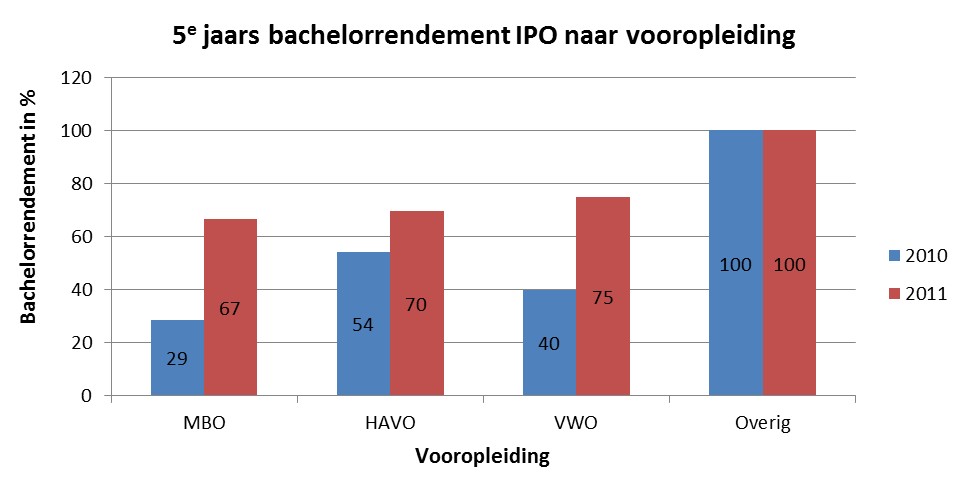 5e jaars bachelorrendement IPO naar vooropleiding
Bachelorrendement in %
120
100
80
60
40
20
0
29
67
54
70
40
75
100
100
MBO
HAVO
VWO
Overig
Vooropleiding
2010
2011